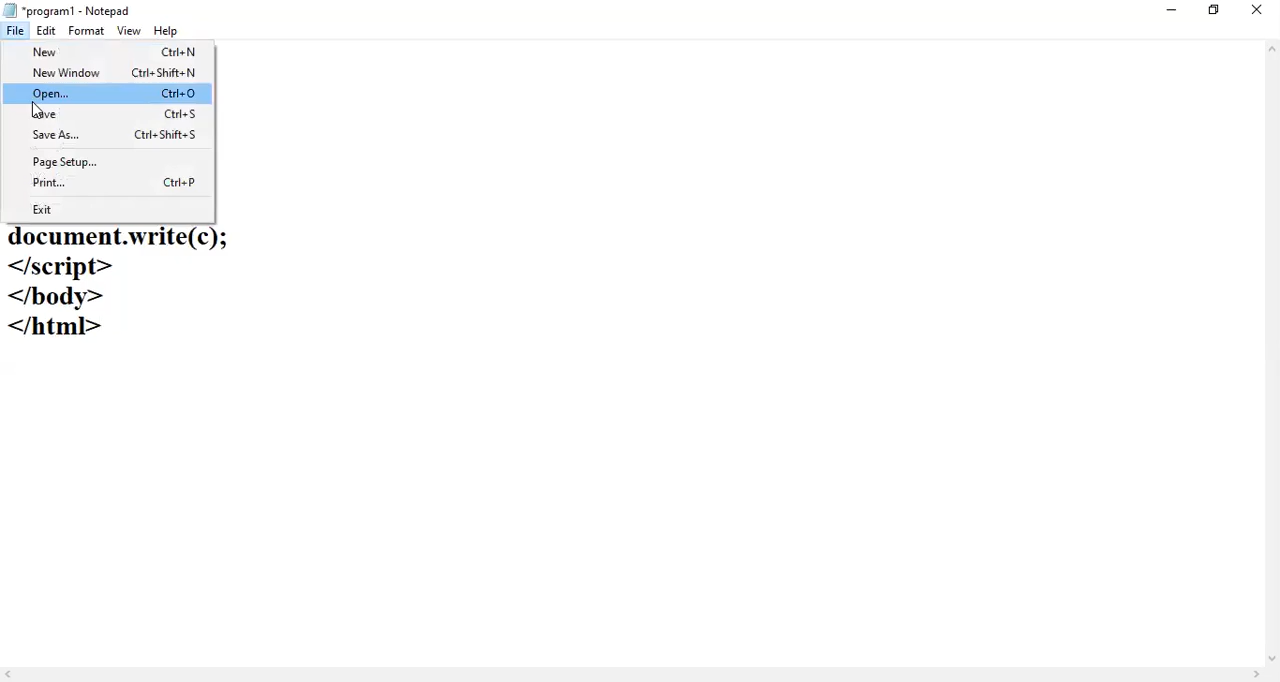 *program1 - Notepad
File Edit Format View Help
New Ctrl+N
New Window Ctrl+Shift+N
Open... Ctrl+O
Ctrl+S
Save As... Ctrl+Shift+S
Page Setup...
Print... Ctrl+P
Exit
document.write(c);
</script>
</body>
</html>